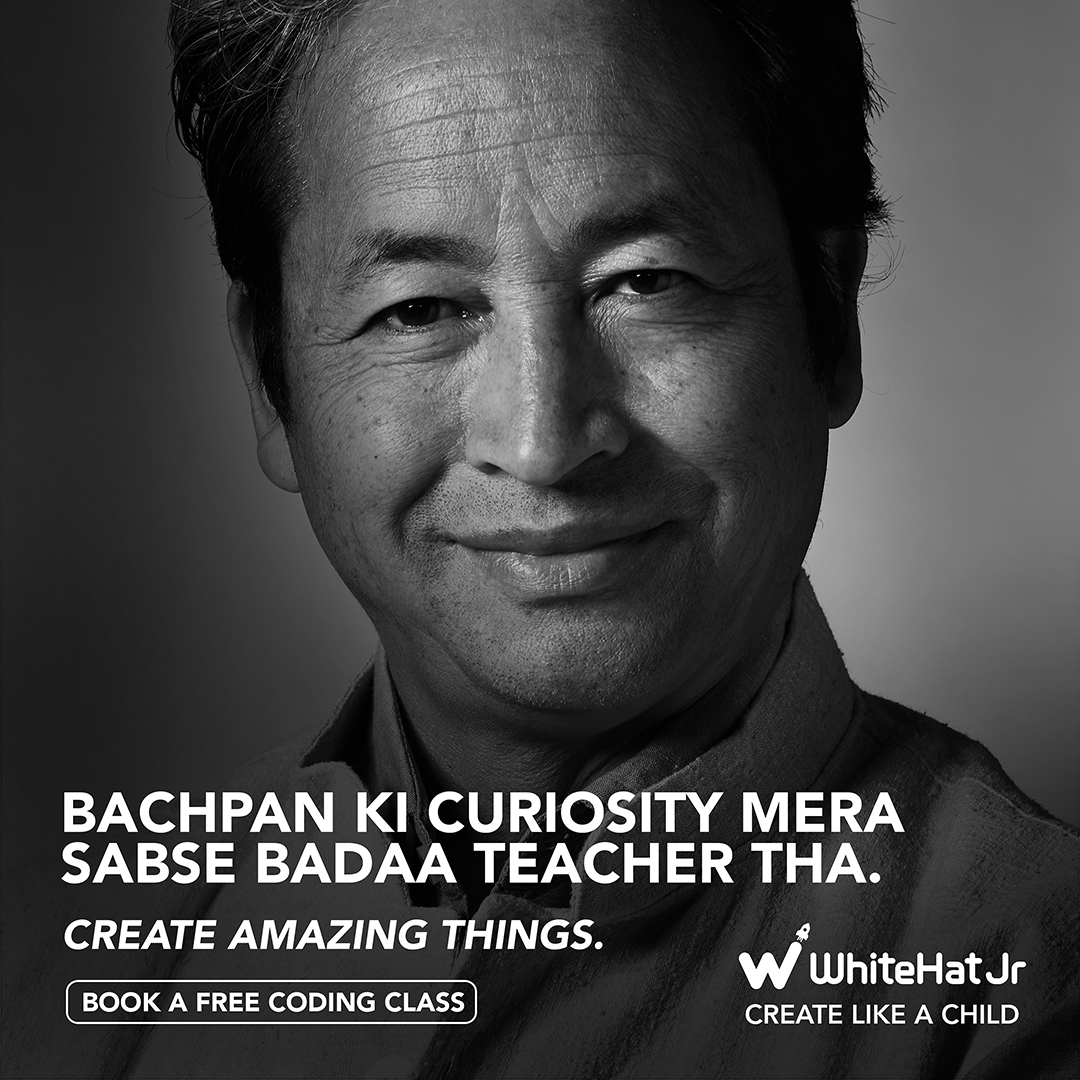 BACHPAN KI CURIOSITY MERA
SABSE BADAA TEACHER THA.
CREATE AMAZING THINGS.
BOOK A FREE CODING CLASS
WhiteHat Jr
CREATE LIKE A CHILD